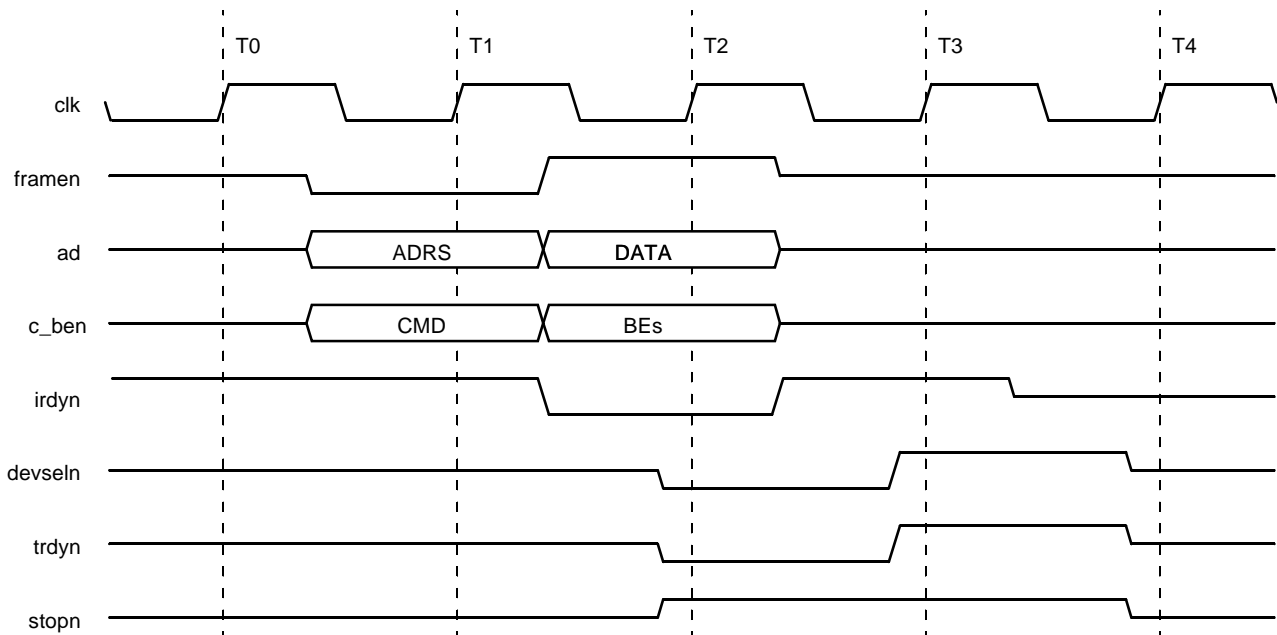 T0 T1 T2 T3 T4
clk
framen
ad ADRS DATA
c_ben CMD BEs
irdyn
devseln
trdyn
stopn